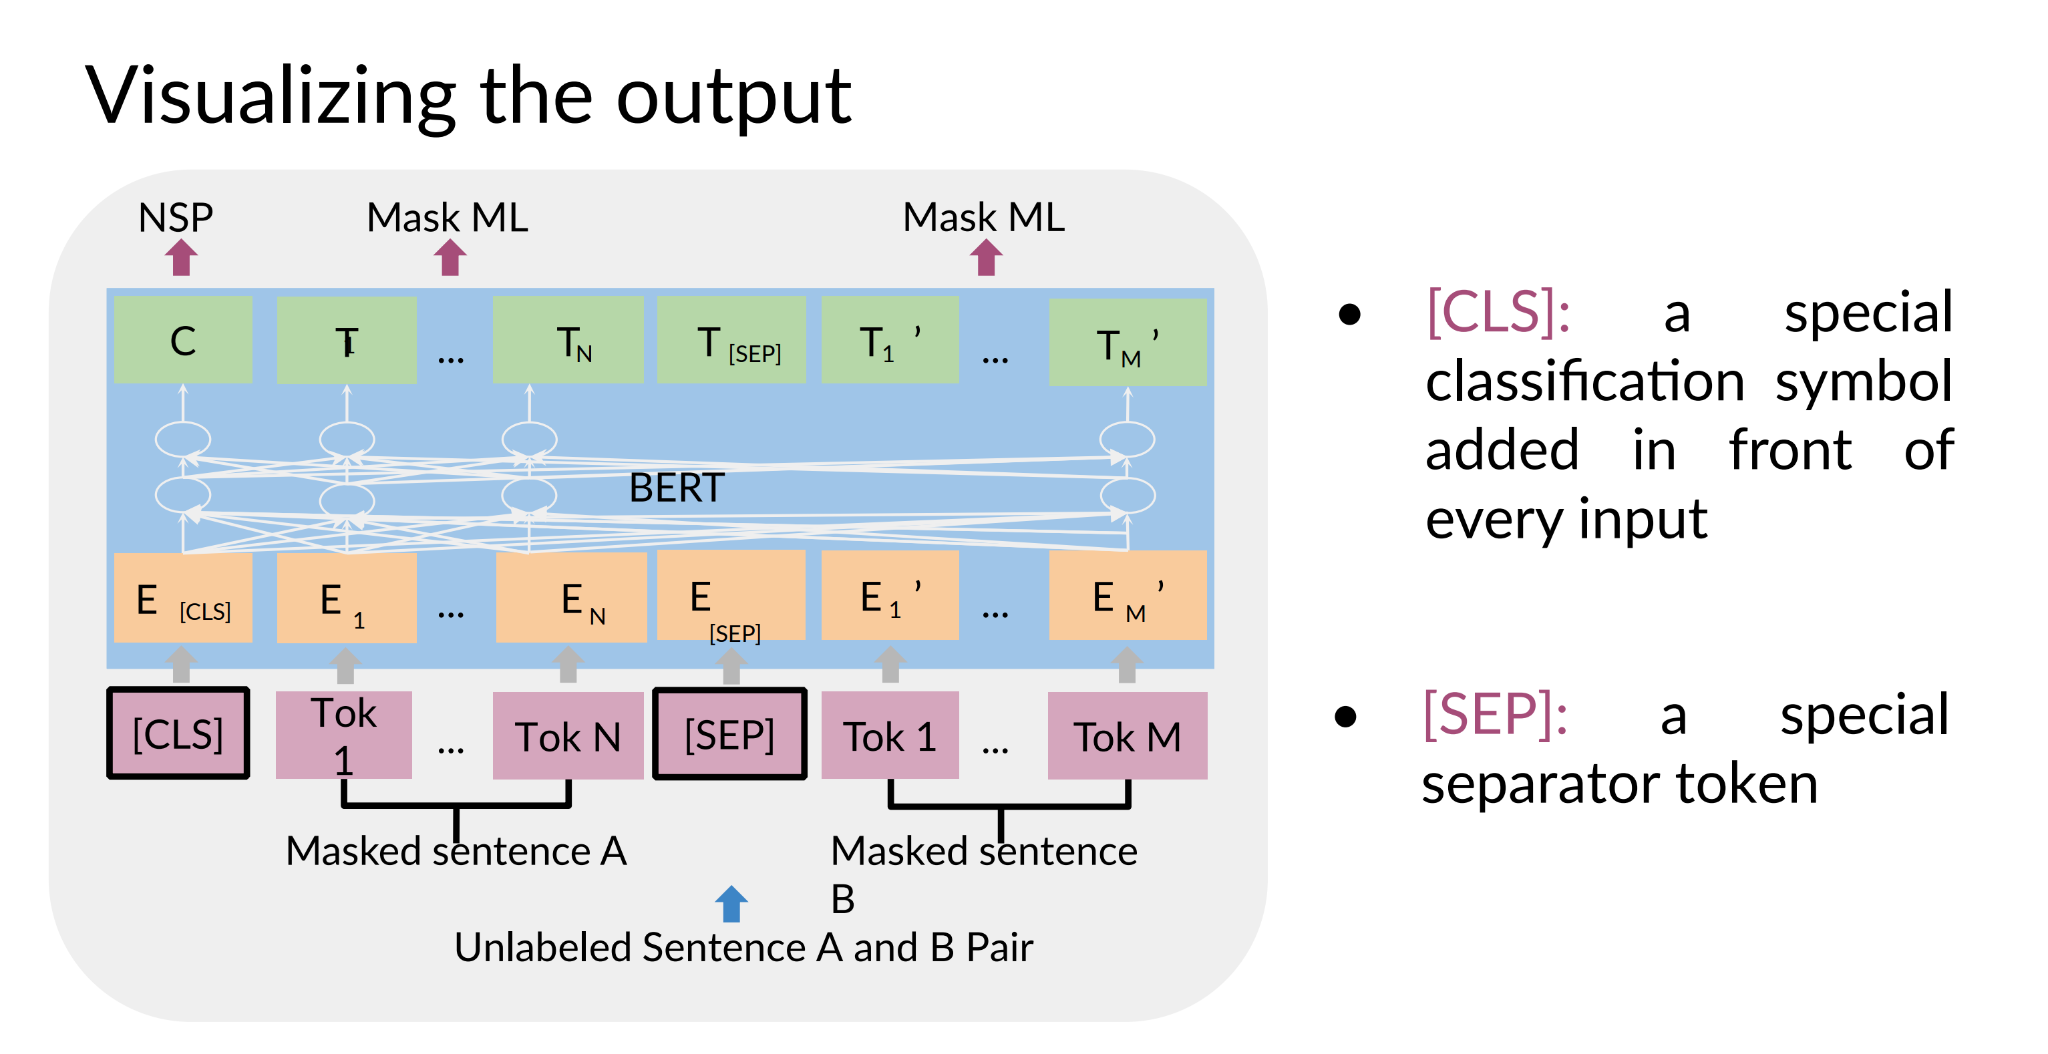 Visualizing the output
NSP Mask ML Mask ML
C T1 ... TN T [SEP] T1 ’ ... TM ’
BERT
E [CLS] E 1 ... E N E [SEP] E 1 ’ ... E M ’
[CLS] Tok 1 ... Tok N [SEP] Tok 1 ... Tok M
Masked sentence A Masked sentence
B
Unlabeled Sentence A and B Pair
● [CLS]: a special
classification symbol
added in front of
every input
● [SEP]: a special
separator token